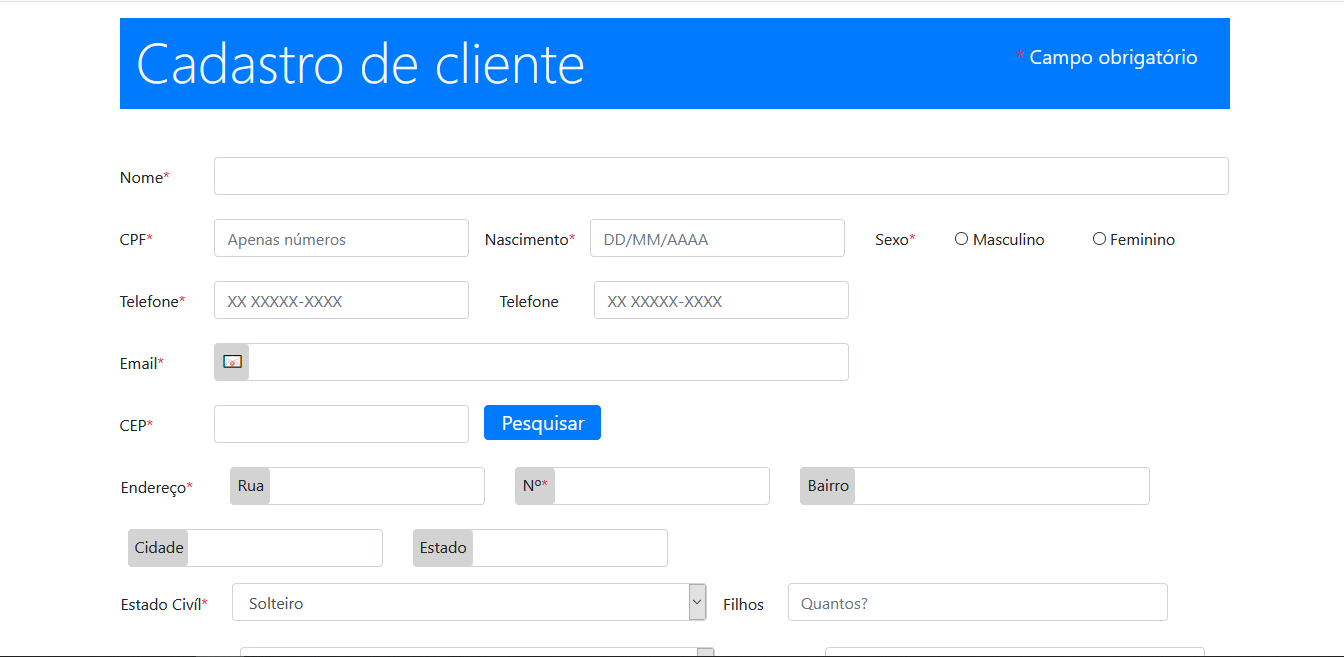 Cadastro de cliente
* Campo obrigatório
Nome*
CPF* Apenas números Nascimento* DD/MM/AAAA Sexo* Masculino Feminino
Telefone* XX XXXXX-XXXX Telefone XX XXXXX-XXXX
Email*
CEP* Pesquisar
Endereço* Rua Nº* Bairro
Cidade Estado
Estado Civíl* Solteiro Filhos Quantos?